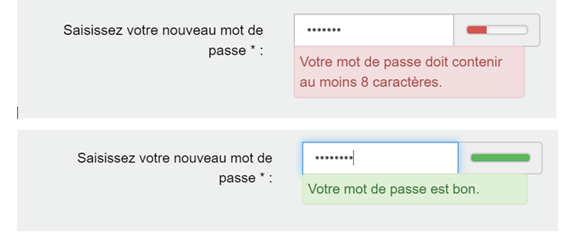 Saisissez votre nouveau mot de
passe * :
•••••••
Votre mot de passe doit contenir
au moins 8 caractères.
Saisissez votre nouveau mot de
passe * :
••••••••
Votre mot de passe est bon.